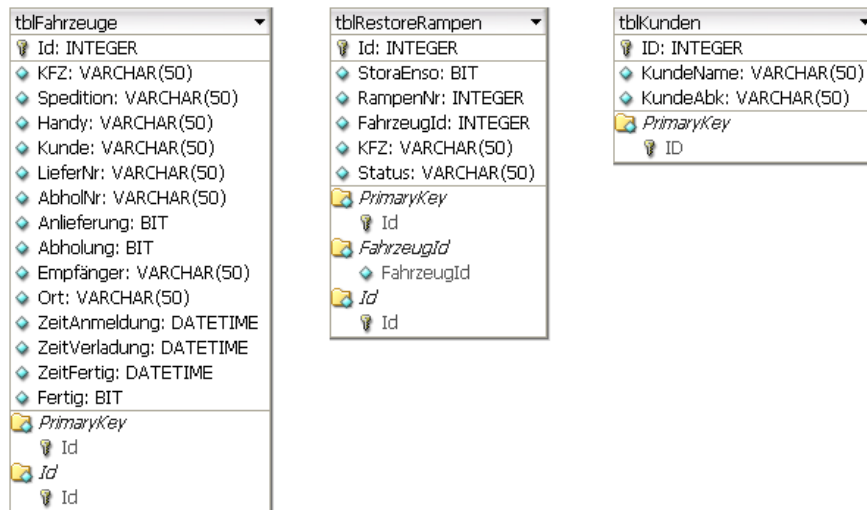 tblFahrzeuge
Id: INTEGER
KFZ: VARCHAR(50)
Spedition: VARCHAR(50)
Handy: VARCHAR(50)
Kunde: VARCHAR(50)
LieferNr: VARCHAR(50)
AbholNr: VARCHAR(50)
Anlieferung: BIT
Abholung: BIT
Empfänger: VARCHAR(50)
Ort: VARCHAR(50)
ZeitAnmeldung: DATETIME
ZeitVerladung: DATETIME
ZeitFertig: DATETIME
Fertig: BIT
PrimaryKey
Id
Id
Id
tblRestoreRampen
Id: INTEGER
StoraEnso: BIT
RampenNr: INTEGER
FahrzeugId: INTEGER
KFZ: VARCHAR(50)
Status: VARCHAR(50)
PrimaryKey
Id
FahrzeugId
FahrzeugId
Id
Id
tblKunden
ID: INTEGER
KundeName: VARCHAR(50)
KundeAbk: VARCHAR(50)
PrimaryKey
ID